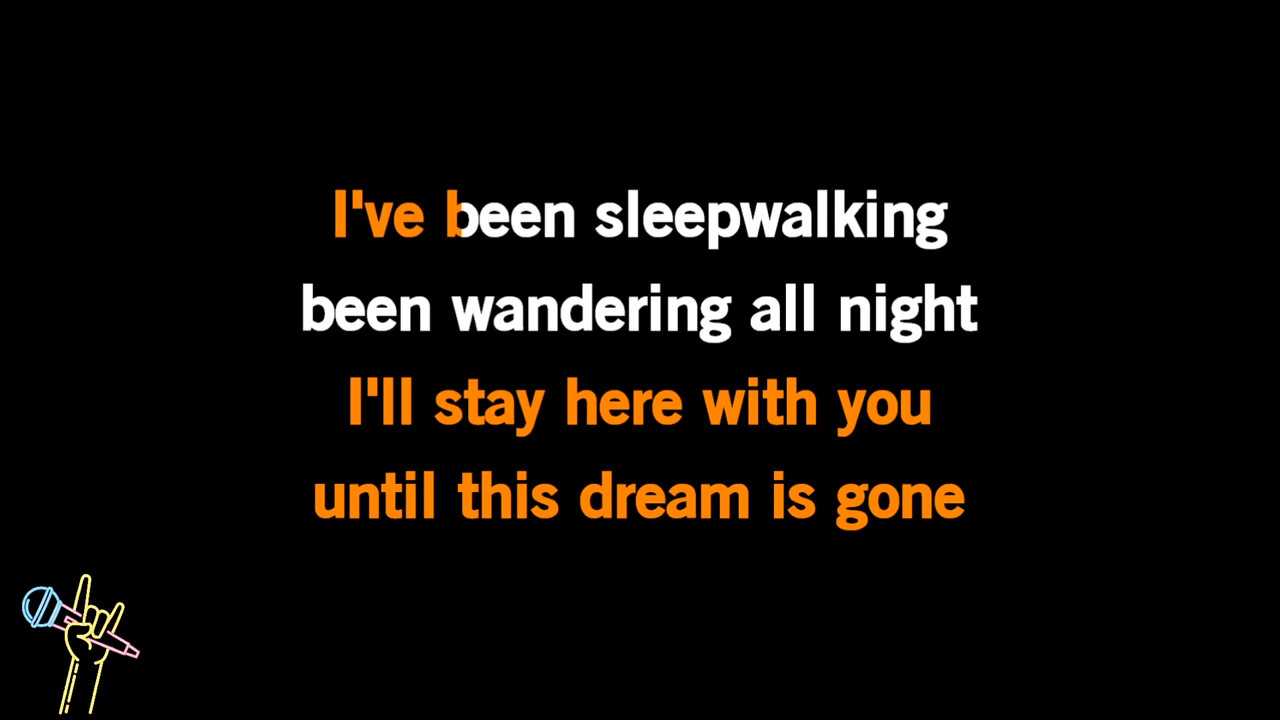 I've been sleepwalking
been wandering all night
I'll stay here with you
until this dream is gone